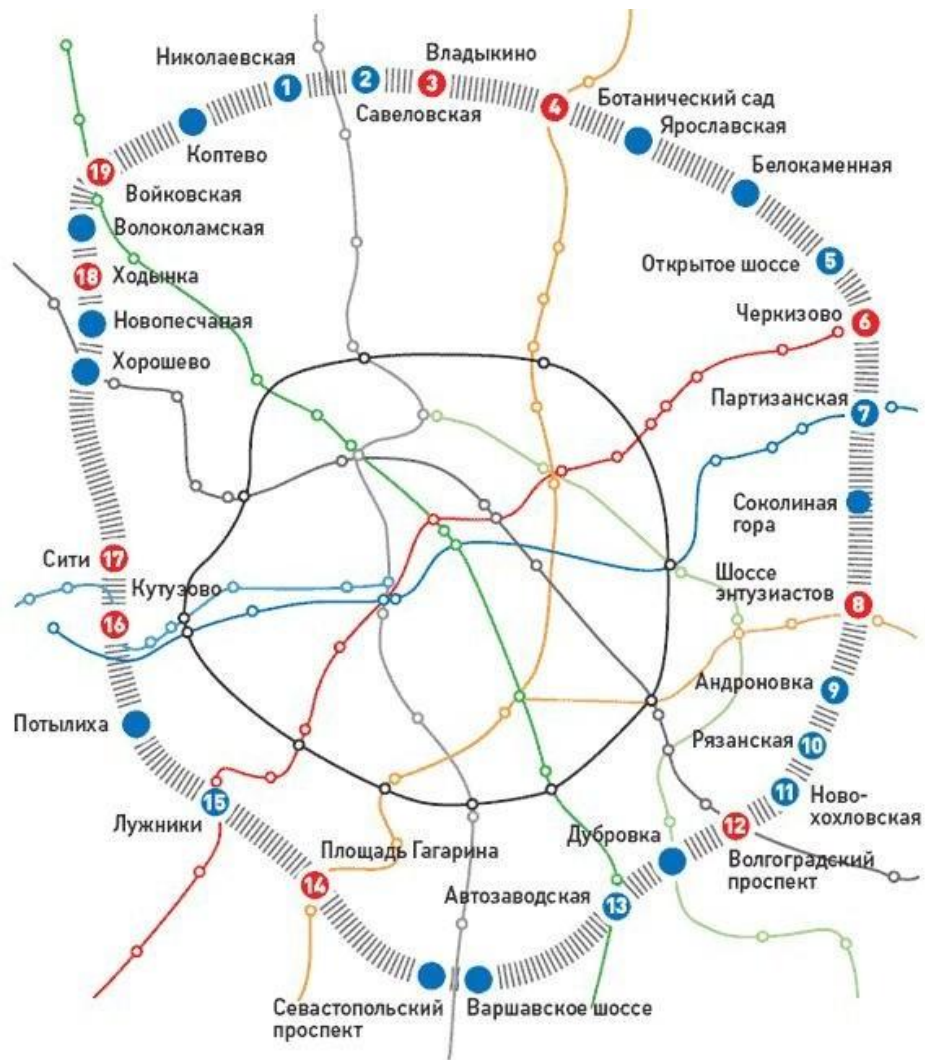 Николаевская
1
2
Савеловская
Владыкино
3
4
Ботанический сад
Ярославская
Белокаменная
Коптево
19
Войковская
Волоколамская
18
Ходынка
Новопесчаная
Хорошево
Открытое шоссе
5
Черкизово
6
Партизанская
7
Соколиная
гора
Шоссе
энтузиастов
8
Сити
17
Кутузово
16
Андроновка
9
Потылиха
Рязанская
10
11
Ново-
хохловская
15
Лужники
12
Волгоградский
проспект
Дубровка
Площадь Гагарина
14
Автозаводская
13
Севастопольский
проспект
Варшавское шоссе